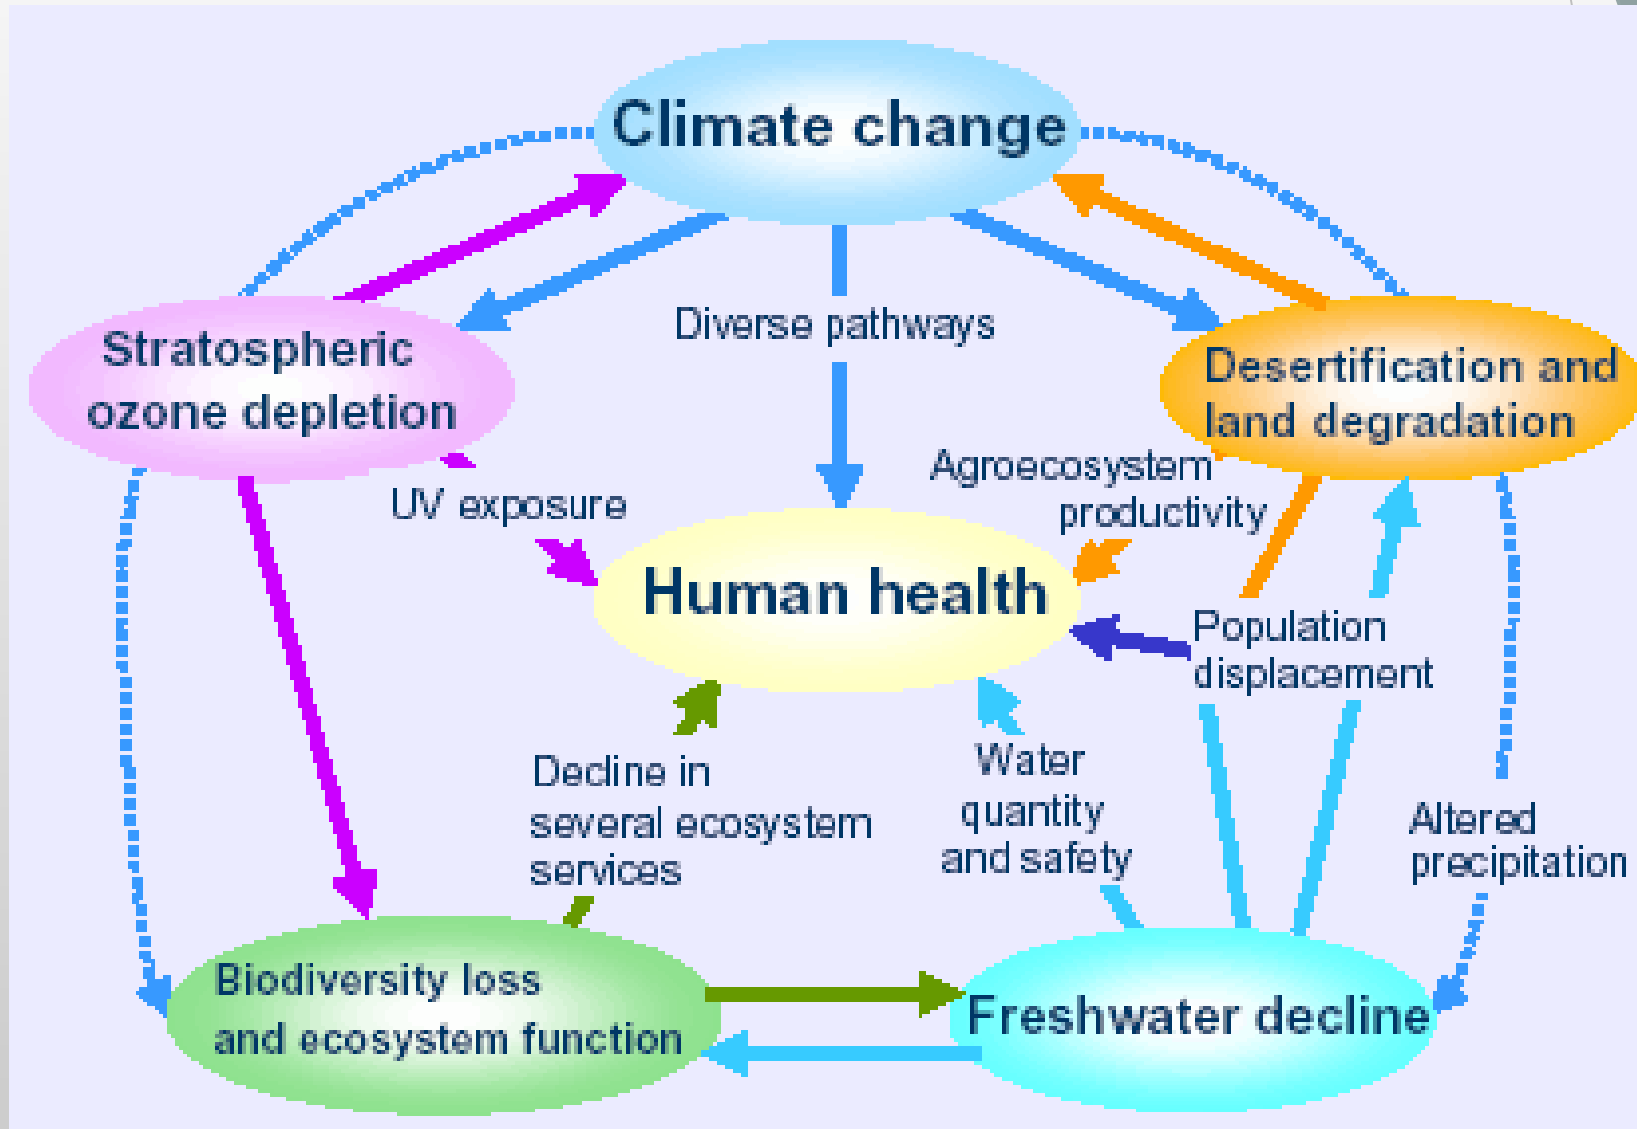 Climate change
Diverse pathways
Stratospheric
ozone depletion
Desertification and
land degradation
UV exposure
Agroecosystem
productivity
Human health
Population
displacement
Decline in
several ecosystem
services
Water
quantity
and safety
Altered
precipitation
Biodiversity loss
and ecosystem function
Freshwater decline